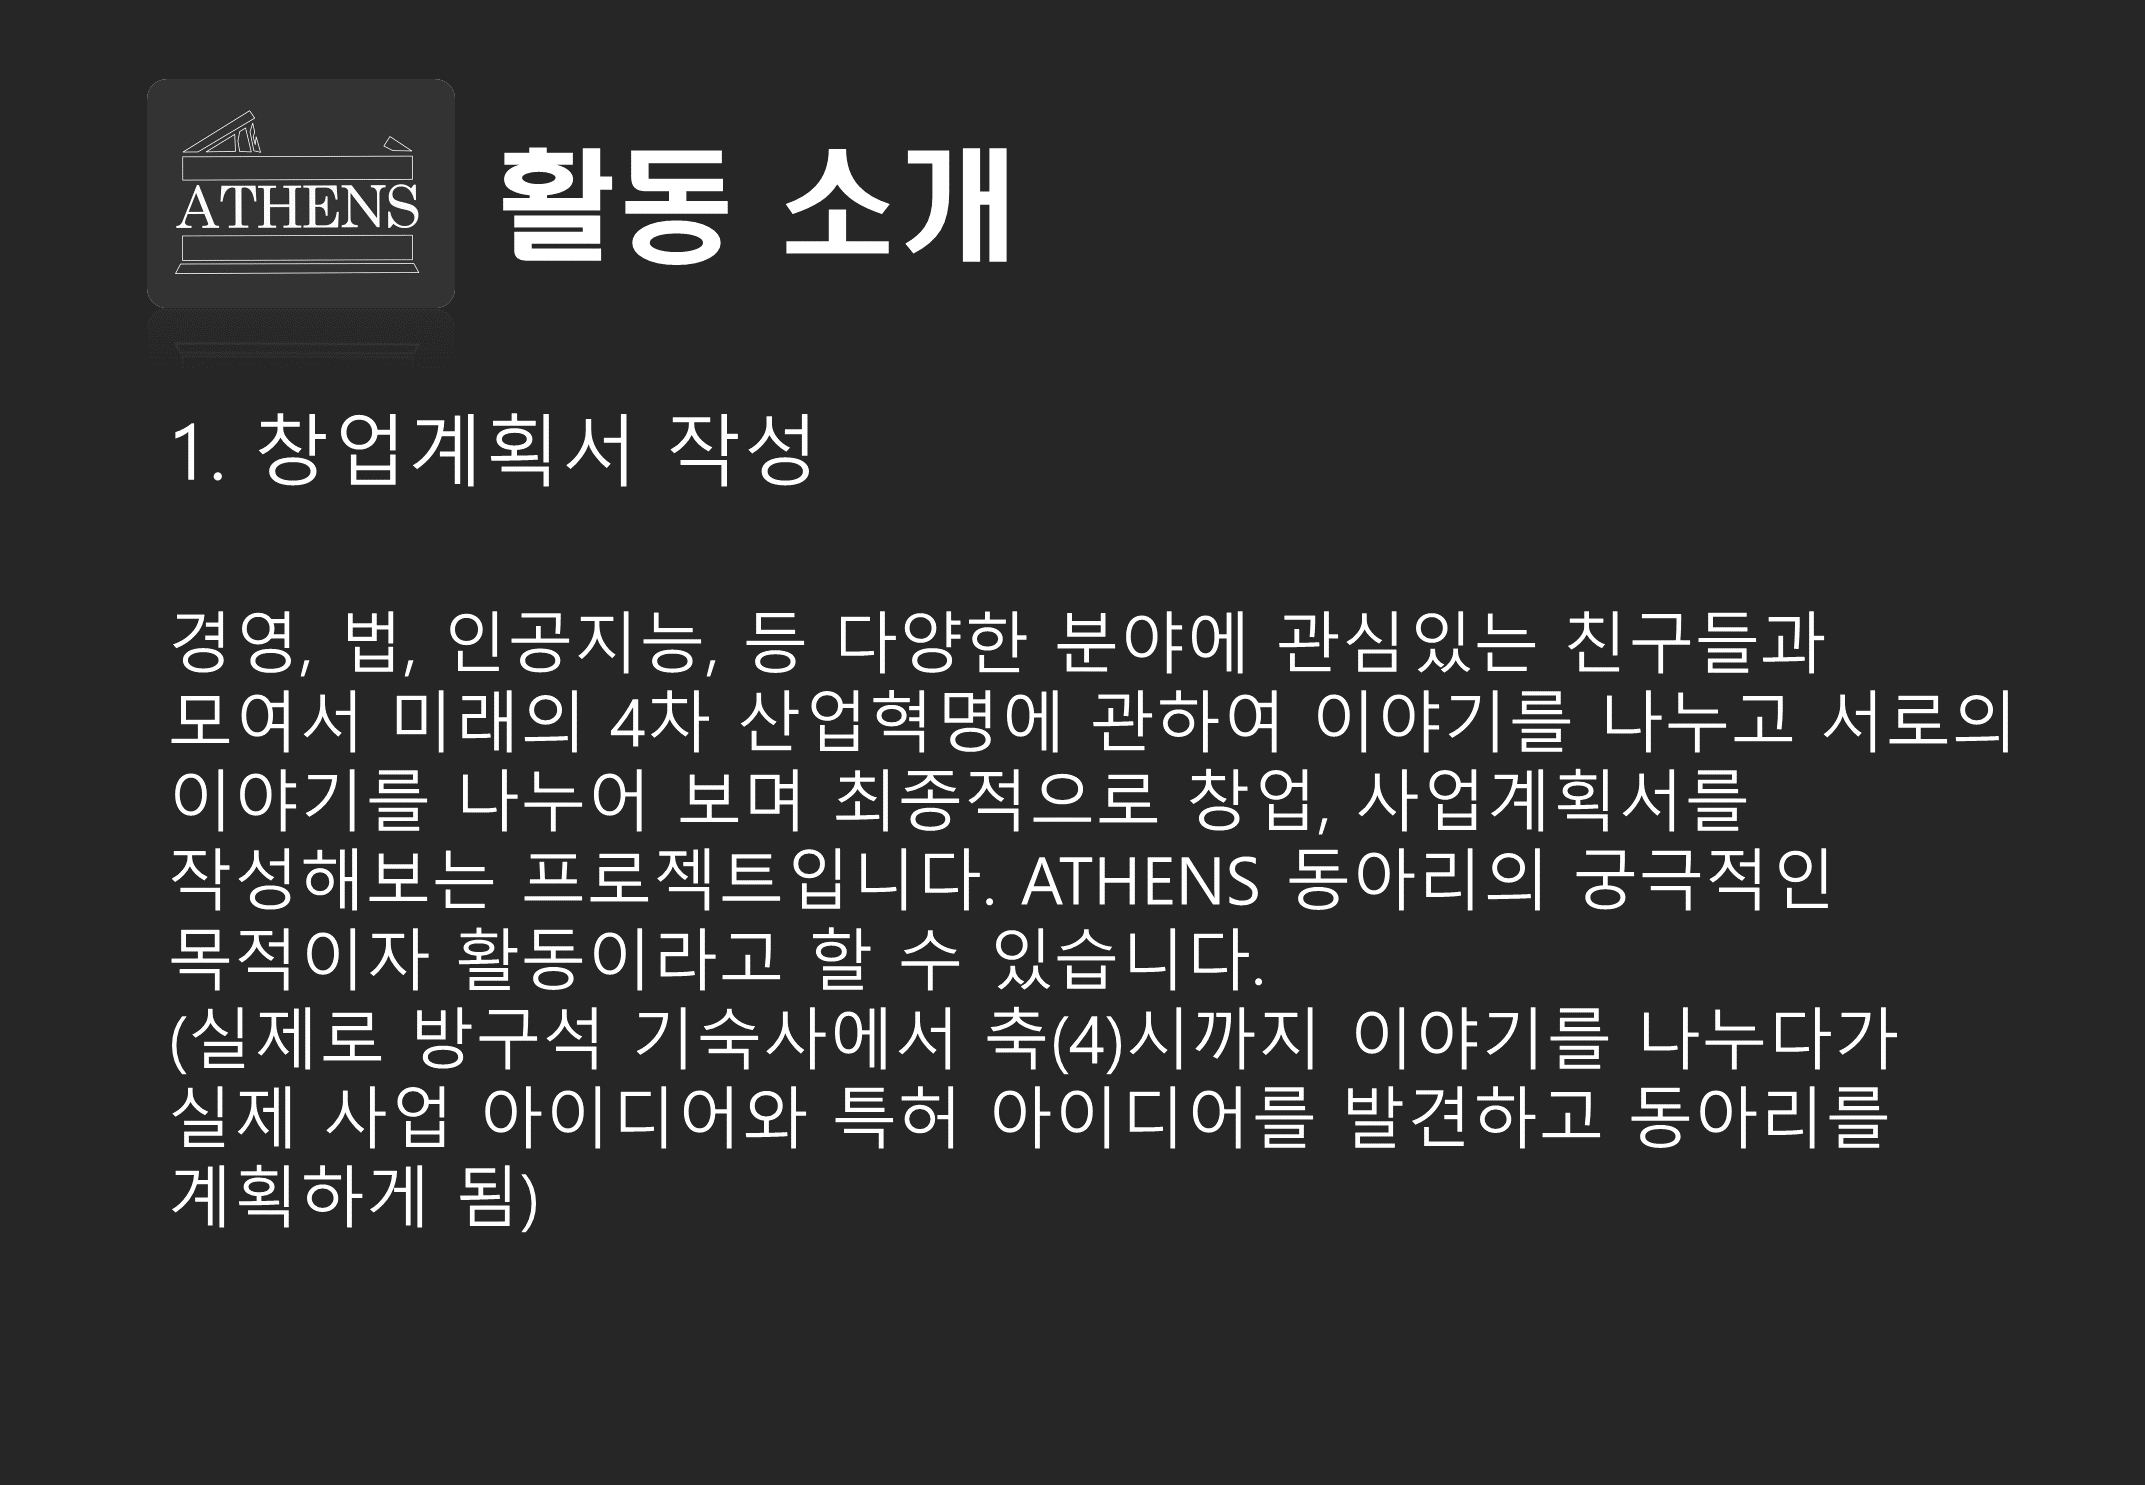 ATHENS
활동 소개
1. 창업계획서 작성
경영, 법, 인공지능, 등 다양한 분야에 관심있는 친구들과
모여서 미래의 4차 산업혁명에 관하여 이야기를 나누고 서로의
이야기를 나누어 보며 최종적으로 창업, 사업계획서를
작성해보는 프로젝트입니다. ATHENS 동아리의 궁극적인
목적이자 활동이라고 할 수 있습니다.
(실제로 방구석 기숙사에서 축(4)시까지 이야기를 나누다가
실제 사업 아이디어와 특허 아이디어를 발견하고 동아리를
계획하게 됨)